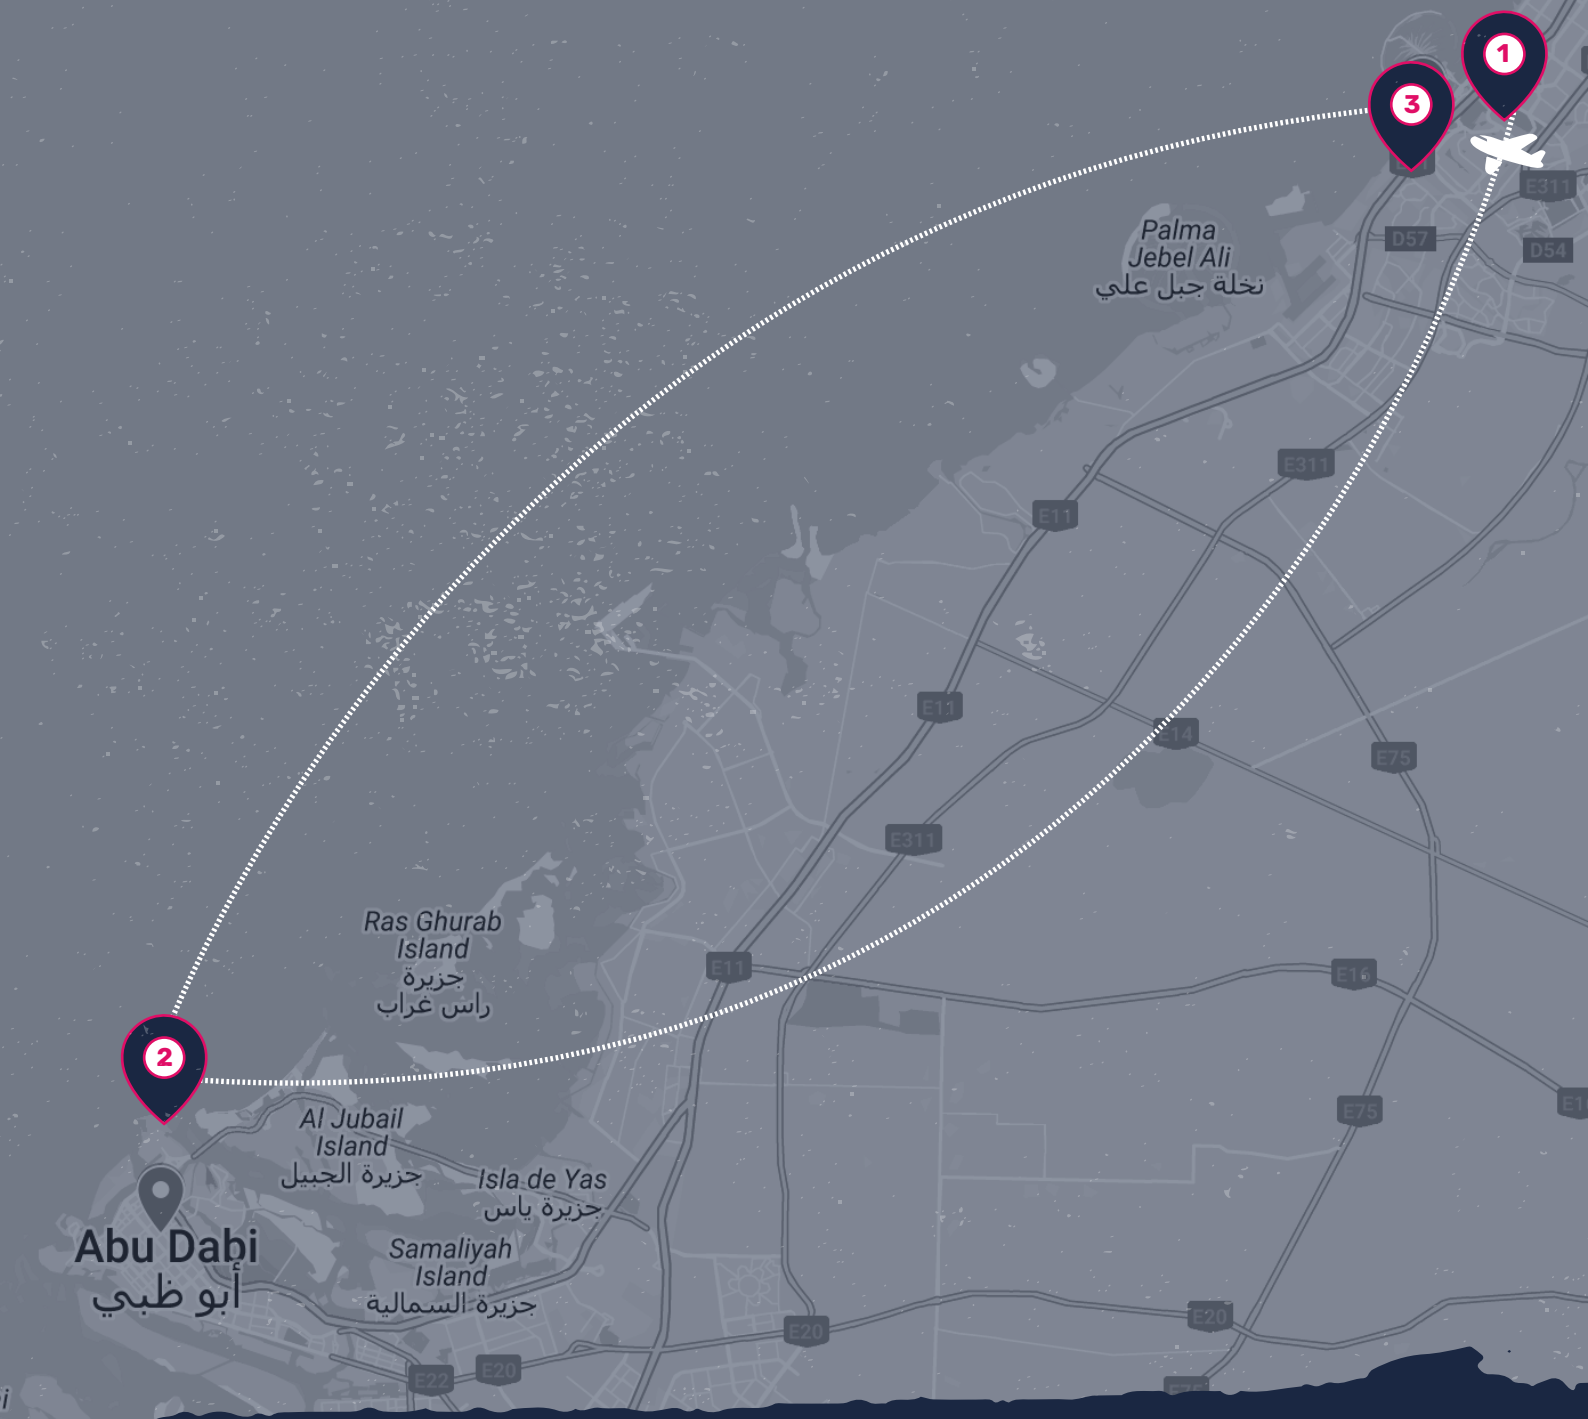 1
3
E311
D57
D54
Palma
Jebel Ali
نخلة جبل علي
E311
E11
E11
E14
E75
E311
Ras Ghurab
Island
جزيرة
راس غراب
E11
E16
2
Al Jubail
Island
جزيرة الجبيل
E75
Isla de Yas
جزيرة ياس
Abu Dabi
أبو ظبي
Samaliyah
Island
جزيرة السمالية
E20
E20
E20
E22